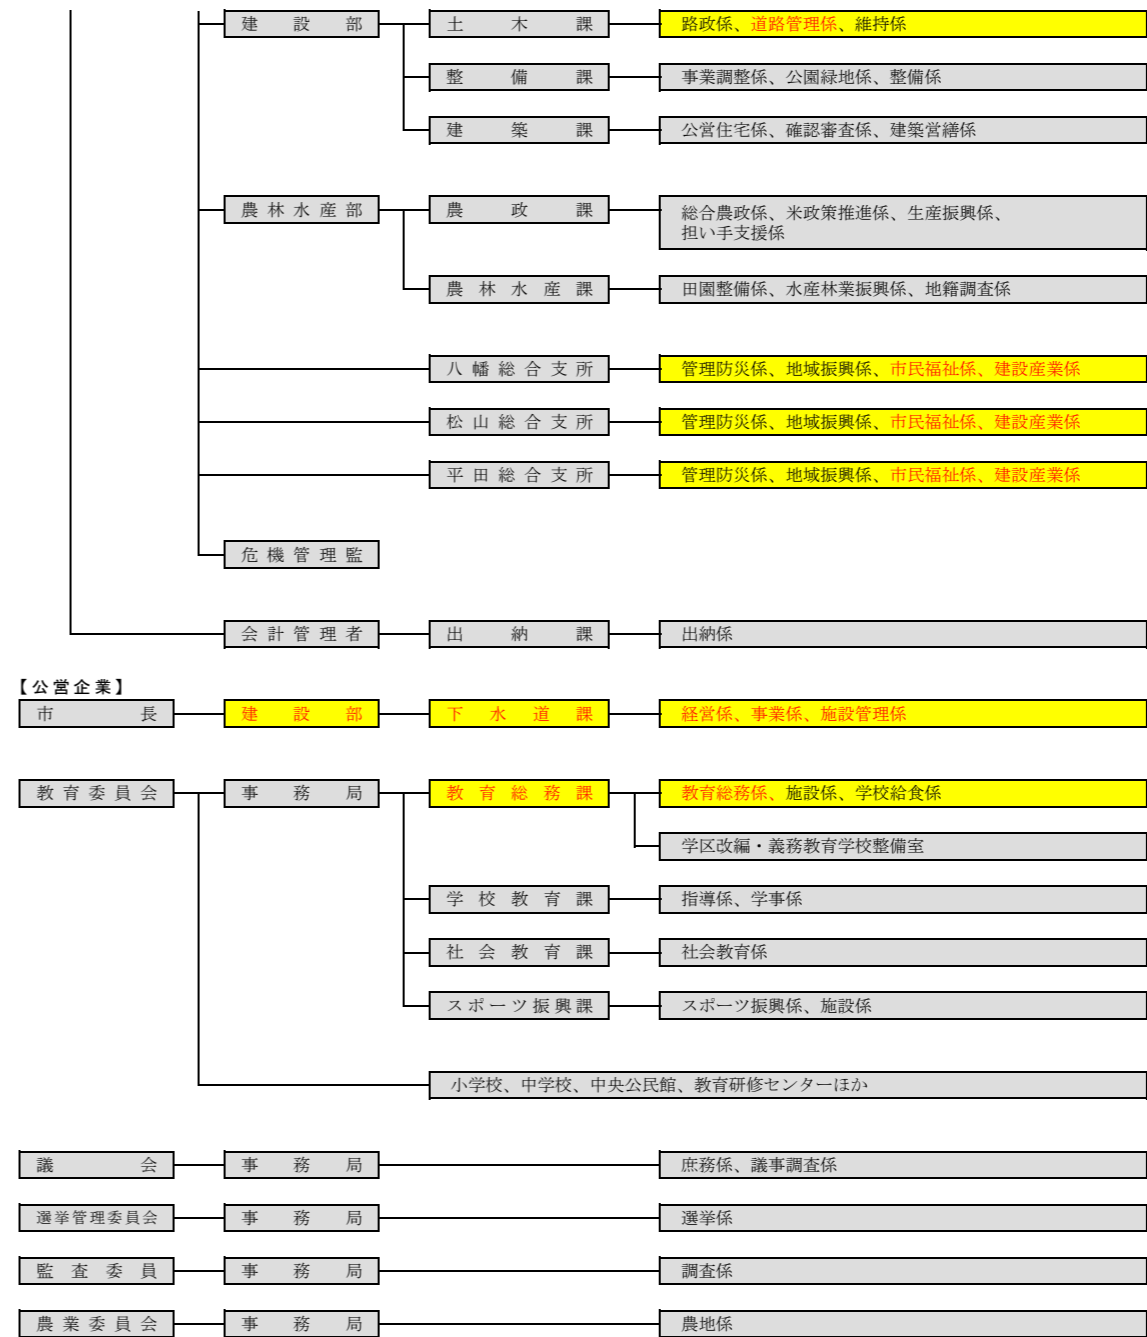 建設部 土木課 路政係、道路管理係、維持係
整備課 事業調整係、公園緑地係、整備係
建築課 公営住宅係、確認審査係、建築営繕係
農林水産部 農政課 総合農政係、米政策推進係、生産振興係、
担い手支援係
農林水産課 田園整備係、水産林業振興係、地籍調査係
八幡総合支所 管理防災係、地域振興係、市民福祉係、建設産業係
松山総合支所 管理防災係、地域振興係、市民福祉係、建設産業係
平田総合支所 管理防災係、地域振興係、市民福祉係、建設産業係
危機管理監
会計管理者 出納課 出納係
【公営企業】
市長 建設部 下水道課 経営係、事業係、施設管理係
教育委員会 事務局 教育総務課 教育総務係、施設係、学校給食係
学区改編・義務教育学校整備室
学校教育課 指導係、学事係
社会教育課 社会教育係
スポーツ振興課 スポーツ振興係、施設係
小学校、中学校、中央公民館、教育研修センターほか
議会 事務局 庶務係、議事調査係
選挙管理委員会 事務局 選挙係
監査委員 事務局 調査係
農業委員会 事務局 農地係